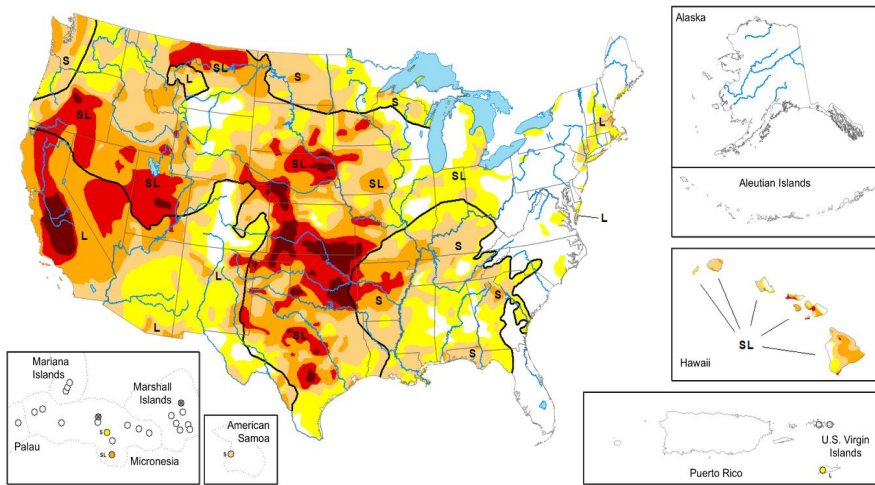 S
S
L
SL
S
SL
SL
SL
L
SL
SL
L
S
S
S
L
L
L
SL
S
Alaska
Aleutian Islands
SL
Hawaii
Mariana
Islands
Marshall
Islands
S
SL
Palau
Micronesia
American
Samoa
S
U.S. Virgin
Islands
L
Puerto Rico